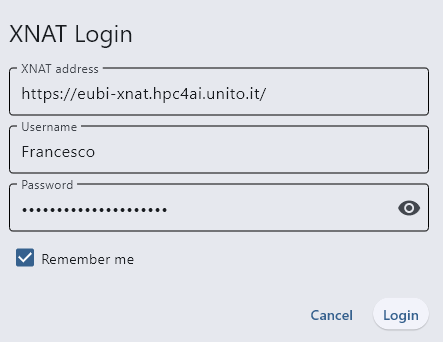 XNAT Login
XNAT address
https://eubi-xnat.hpc4ai.unito.it/
Username
Francesco
Password
•••••••••••••••••••••
Remember me
Cancel
Login